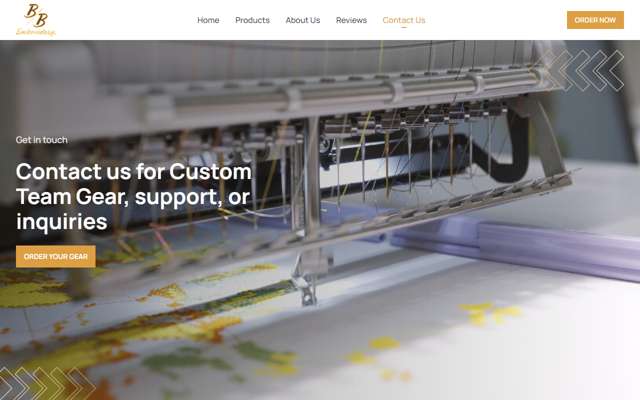 BB
Embroidery
Home
Products
About Us
Reviews
Contact Us
ORDER NOW
Get in touch
Contact us for Custom
Team Gear, support, or
inquiries
ORDER YOUR GEAR